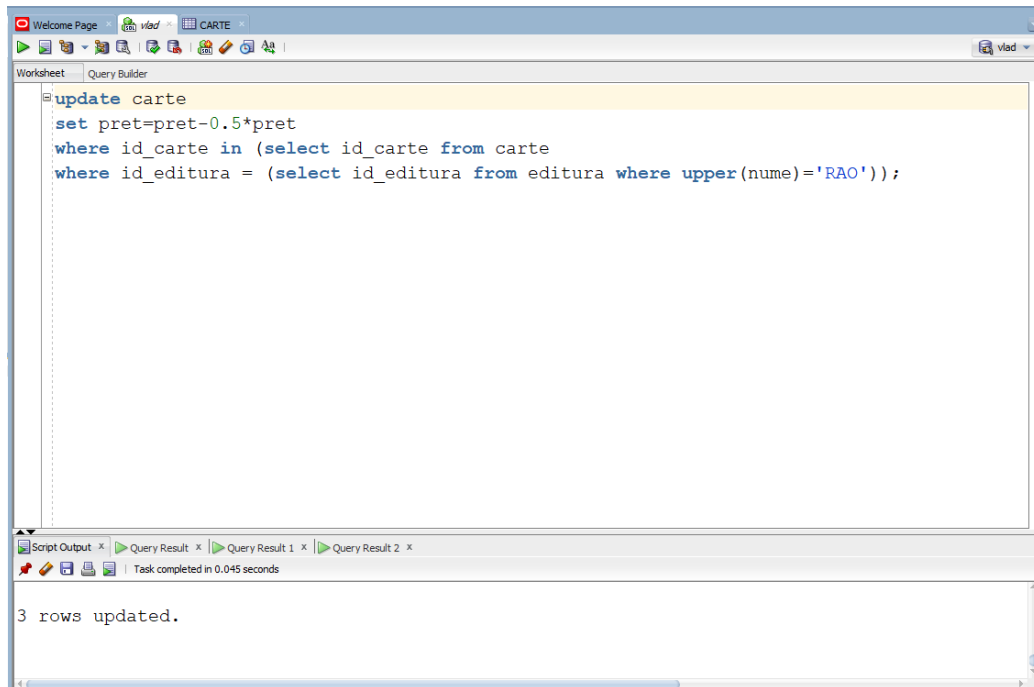 Welcome Page vlad CARTE
vlad
Worksheet Query Builder
update carte
set pret=pret-0.5*pret
where id_carte in (select id_carte from carte
where id_editura = (select id_editura from editura where upper(nume)='RAO'));
Script Output x Query Result x Query Result 1 x Query Result 2 x
Task completed in 0.045 seconds
3 rows updated.